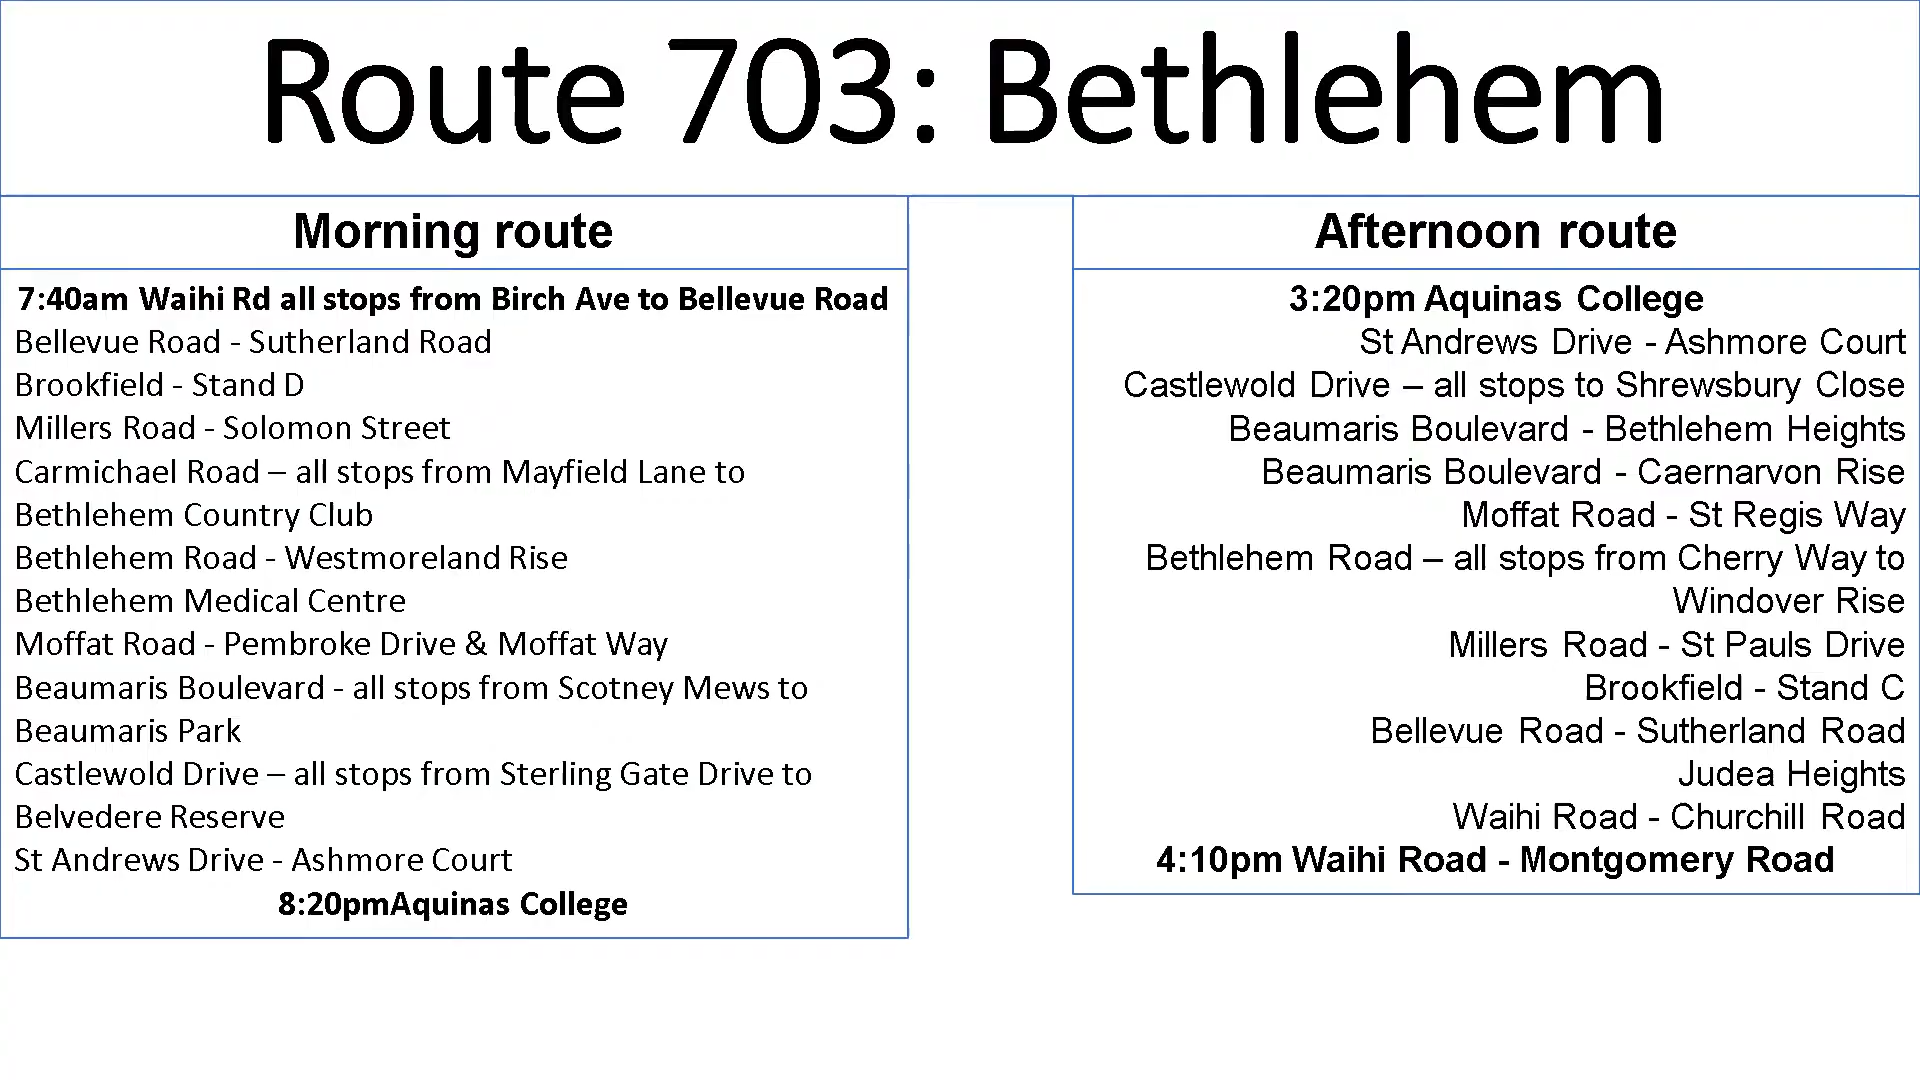 Route 703: Bethlehem
Morning route
7:40am Waihi Rd all stops from Birch Ave to Bellevue Road
Bellevue Road - Sutherland Road
Brookfield - Stand D
Millers Road - Solomon Street
Carmichael Road – all stops from Mayfield Lane to
Bethlehem Country Club
Bethlehem Road - Westmoreland Rise
Bethlehem Medical Centre
Moffat Road - Pembroke Drive & Moffat Way
Beaumaris Boulevard - all stops from Scotney Mews to
Beaumaris Park
Castlewold Drive – all stops from Sterling Gate Drive to
Belvedere Reserve
St Andrews Drive - Ashmore Court
8:20pmAquinas College
Afternoon route
3:20pm Aquinas College
St Andrews Drive - Ashmore Court
Castlewold Drive – all stops to Shrewsbury Close
Beaumaris Boulevard - Bethlehem Heights
Beaumaris Boulevard - Caernarvon Rise
Moffat Road - St Regis Way
Bethlehem Road – all stops from Cherry Way to
Windover Rise
Millers Road - St Pauls Drive
Brookfield - Stand C
Bellevue Road - Sutherland Road
Judea Heights
Waihi Road - Churchill Road
4:10pm Waihi Road - Montgomery Road